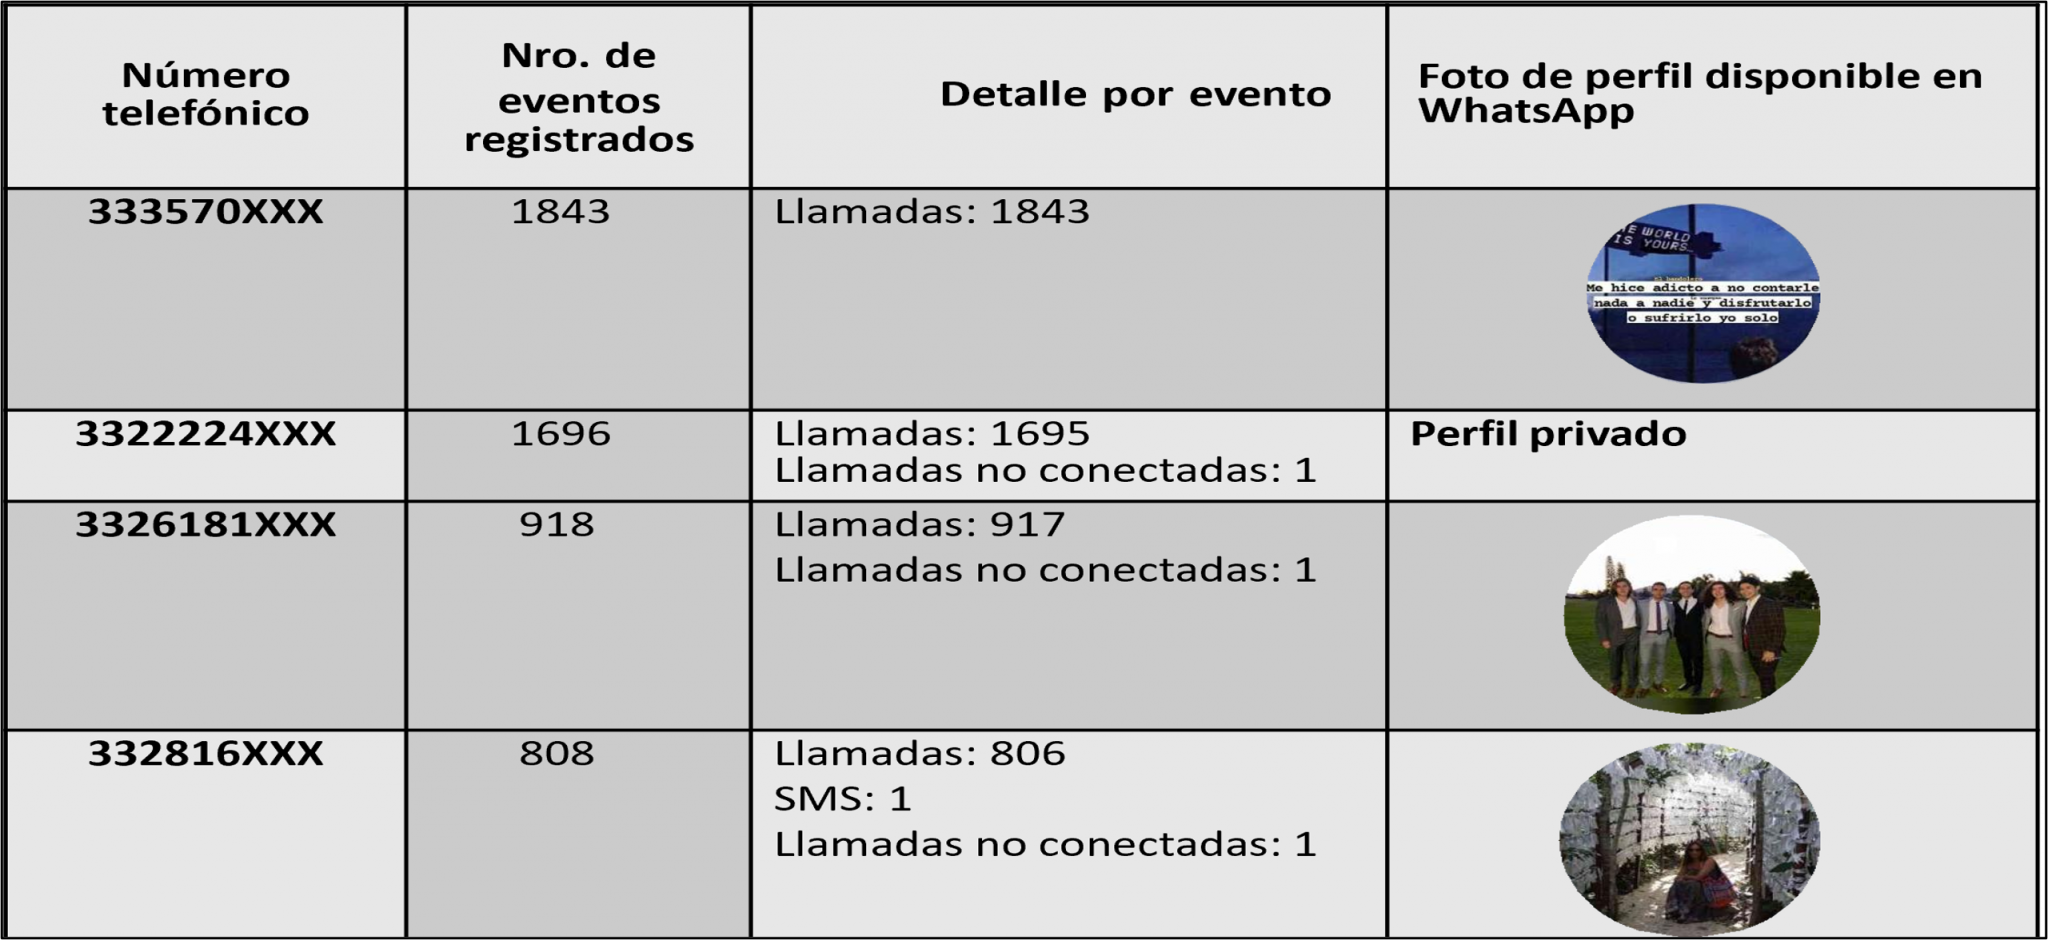 Número
telefónico
Nro. de
eventos
registrados
Detalle por evento
Foto de perfil disponible en
WhatsApp
333570XXX
1843
Llamadas: 1843
WORLD
IS YOURS
Me hice adicto a no contarle
nada a nadie y disfrutarlo
o sufrirlo yo solo
3322224XXX
1696
Llamadas: 1695
Llamadas no conectadas: 1
Perfil privado
3326181XXX
918
Llamadas: 917
Llamadas no conectadas: 1
332816XXX
808
Llamadas: 806
SMS: 1
Llamadas no conectadas: 1